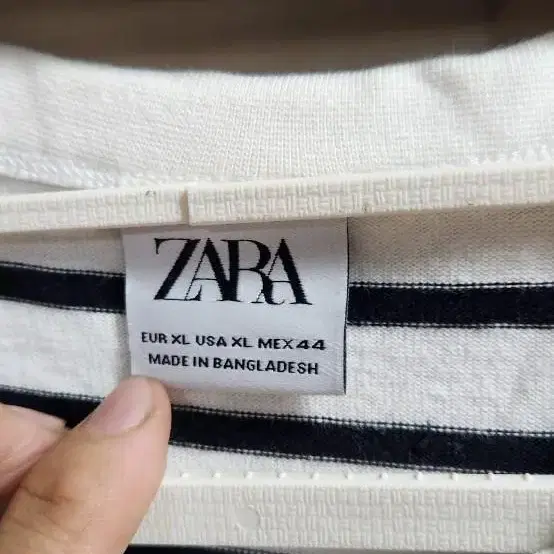 ZARA
EUR XL USA XL MEX 44
MADE IN BANGLADESH